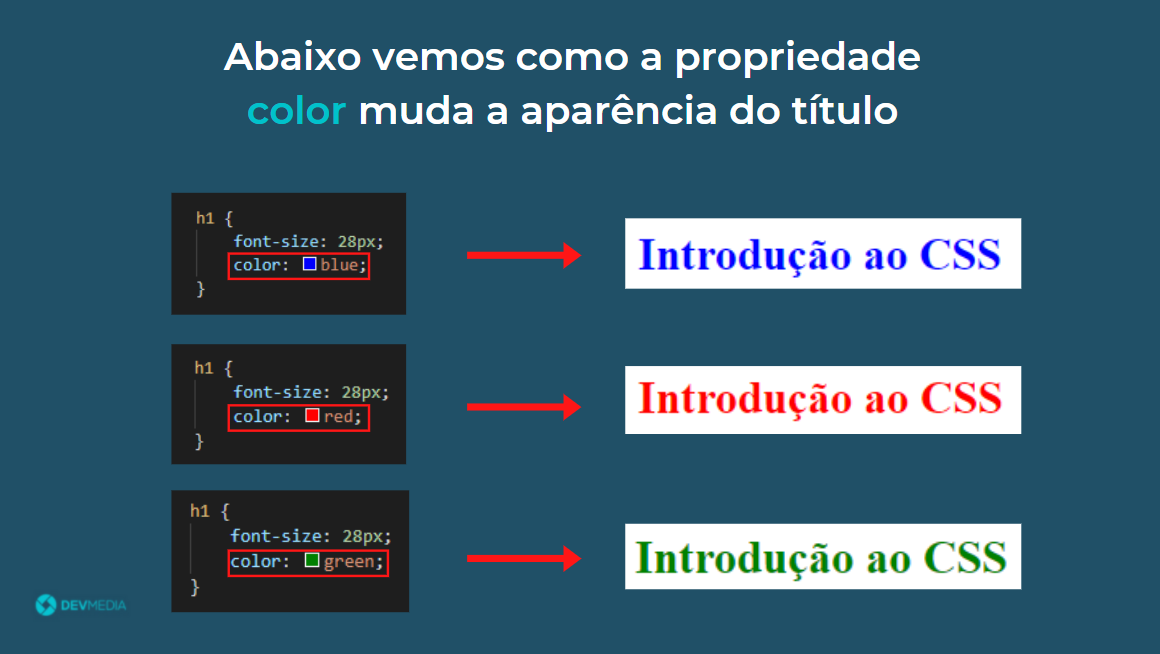 Abaixo vemos como a propriedade
color muda a aparência do título
h1 {
font-size: 28px;
color: blue;
}
Introdução ao CSS
h1 {
font-size: 28px;
color: red;
}
Introdução ao CSS
h1 {
font-size: 28px;
color: green;
}
Introdução ao CSS
DEVMEDIA